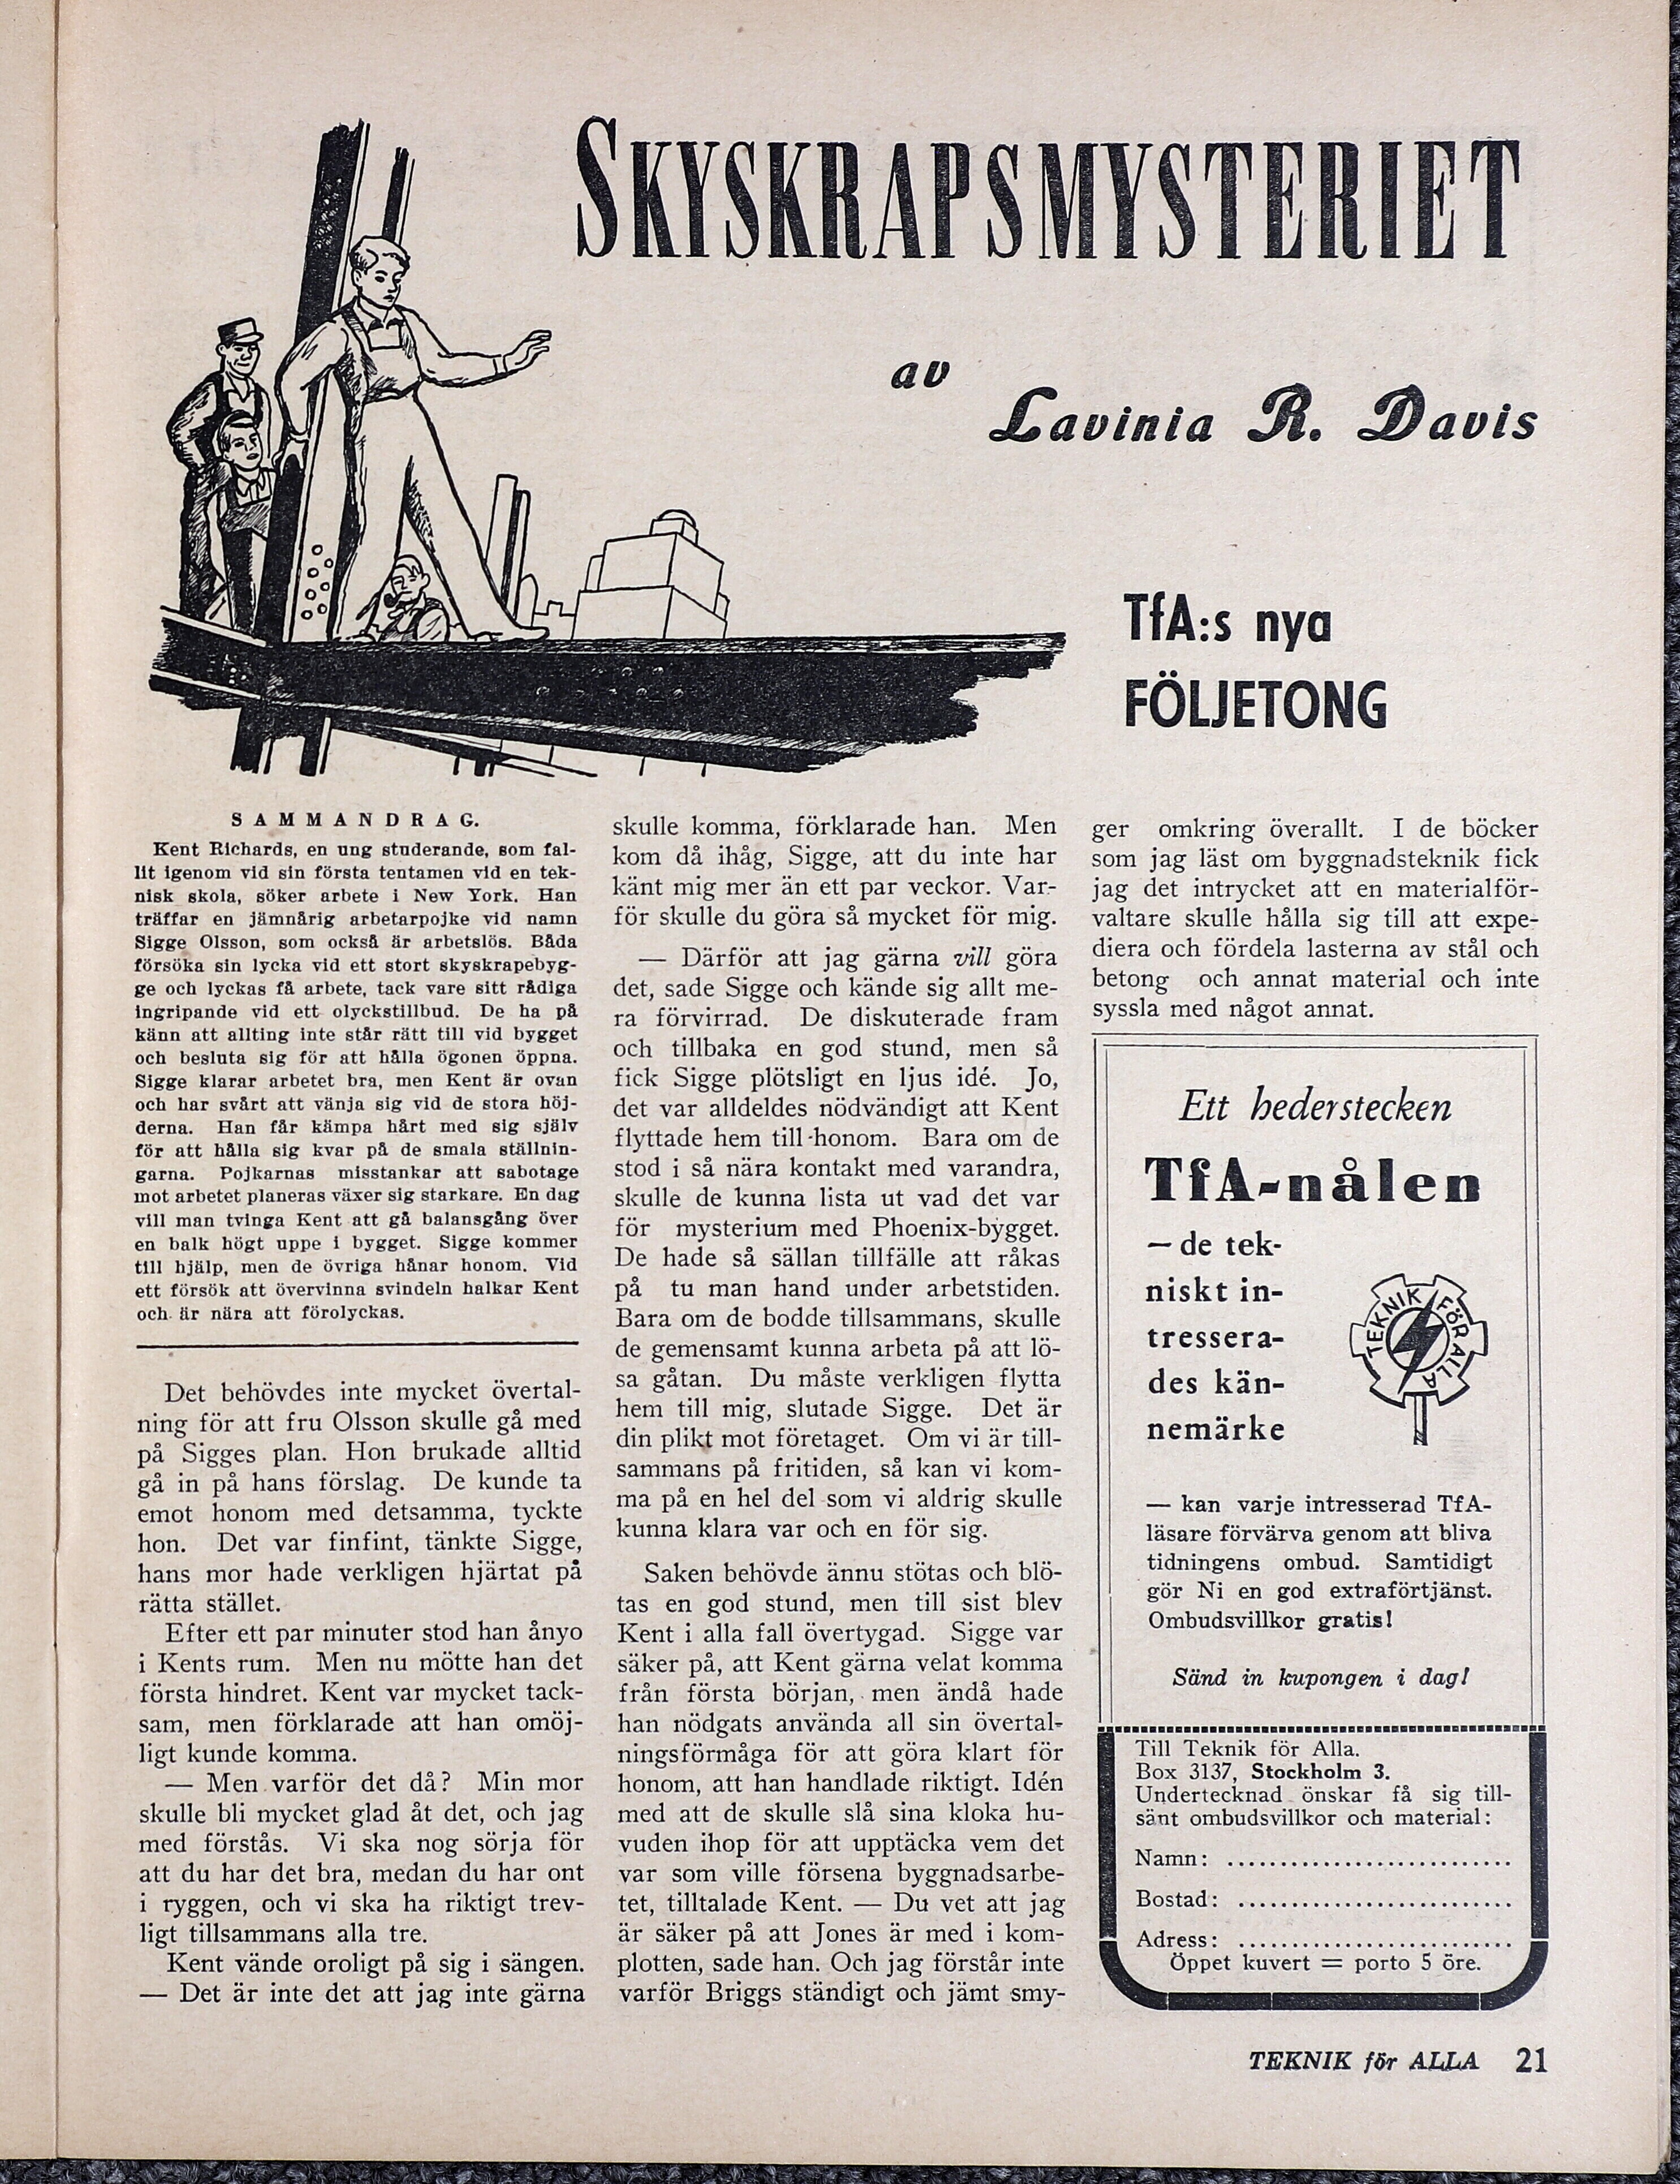 SKYSKRAPSMYSTERIET
av
Lavinia R. Davis
TfA:s nya
FÖLJETONG
SAMMANDRAG.
Kent Richards, en ung studerande, som fal-
lit igenom vid sin första tentamen vid en tek-
nisk skola, söker arbete i New York. Han
träffar en jämnårig arbetarpojke vid namn
Sigge Olsson, som också är arbetslös. Båda
försöka sin lycka vid ett stort skyskrapebyg-
ge och lyckas få arbete, tack vare sitt rådiga
ingripande vid ett olyckstillbud. De ha på
känn att allting inte står rätt till vid bygget
och besluta sig för att hålla ögonen öppna.
Sigge klarar arbetet bra, men Kent är ovan
och har svårt att vänja sig vid de stora höj-
derna. Han får kämpa hårt med sig själv
för att hålla sig kvar på de smala ställnin-
garna. Pojkarnas misstankar att sabotage
mot arbetet planeras växer sig starkare. En dag
vill man tvinga Kent att gå balansgång över
en balk högt uppe i bygget. Sigge kommer
till hjälp, men de övriga hånar honom. Vid
ett försök att övervinna svindeln halkar Kent
och är nära att förolyckas.
Det behövdes inte mycket övertal-
ning för att fru Olsson skulle gå med
på Sigges plan. Hon brukade alltid
gå in på hans förslag. De kunde ta
emot honom med detsamma, tyckte
hon. Det var finfint, tänkte Sigge,
hans mor hade verkligen hjärtat på
rätta stället.
Efter ett par minuter stod han ånyo
i Kents rum. Men nu mötte han det
första hindret. Kent var mycket tack-
sam, men förklarade att han omöj-
ligt kunde komma.
— Men varför det då? Min mor
skulle bli mycket glad åt det, och jag
med förstås. Vi ska nog sörja för
att du har det bra, medan du har ont
i ryggen, och vi ska ha riktigt trev-
ligt tillsammans alla tre.
Kent vände oroligt på sig i sängen.
— Det är inte det att jag inte gärna
skulle komma, förklarade han. Men
kom då ihåg, Sigge, att du inte har
känt mig mer än ett par veckor. Var-
för skulle du göra så mycket för mig.
— Därför att jag gärna vill göra
det, sade Sigge och kände sig allt me-
ra förvirrad. De diskuterade fram
och tillbaka en god stund, men så
fick Sigge plötsligt en ljus idé. Jo,
det var alldeldes nödvändigt att Kent
flyttade hem till honom. Bara om de
stod i så nära kontakt med varandra,
skulle de kunna lista ut vad det var
för mysterium med Phoenix-bygget.
De hade så sällan tillfälle att råkas
på tu man hand under arbetstiden.
Bara om de bodde tillsammans, skulle
de gemensamt kunna arbeta på att lö-
sa gåtan. Du måste verkligen flytta
hem till mig, slutade Sigge. Det är
din plikt mot företaget. Om vi är till-
sammans på fritiden, så kan vi kom-
ma på en hel del som vi aldrig skulle
kunna klara var och en för sig.
Saken behövde ännu stötas och blö-
tas en god stund, men till sist blev
Kent i alla fall övertygad. Sigge var
säker på, att Kent gärna velat komma
från första början, men ändå hade
han nödgats använda all sin övertal-
ningsförmåga för att göra klart för
honom, att han handlade riktigt. Idén
med att de skulle slå sina kloka hu-
vuden ihop för att upptäcka vem det
var som ville försena byggnadsarbe-
tet, tilltalade Kent. — Du vet att jag
är säker på att Jones är med i kom-
plotten, sade han. Och jag förstår inte
varför Briggs ständigt och jämt smy-
ger omkring överallt. I de böcker
som jag läst om byggnadsteknik fick
jag det intrycket att en materialför-
valtare skulle hålla sig till att expe-
diera och fördela lasterna av stål och
betong och annat material och inte
syssla med något annat.
Ett hederstecken
TfA-nålen
— de tek-
niskt in-
tressera-
des kän-
nemärke
TEKNIK FÖR ALLA
— kan varje intresserad TfA-
läsare förvärva genom att bliva
tidningens ombud. Samtidigt
gör Ni en god extraförtjänst.
Ombudsvillkor gratis!
Sänd in kupongen i dag!
Till Teknik för Alla.
Box 3137, Stockholm 3.
Undertecknad önskar få sig till-
sänt ombudsvillkor och material:
Namn: ...........................
Bostad: ..........................
Adress: ..........................
Öppet kuvert = porto 5 öre.
TEKNIK för ALLA 21